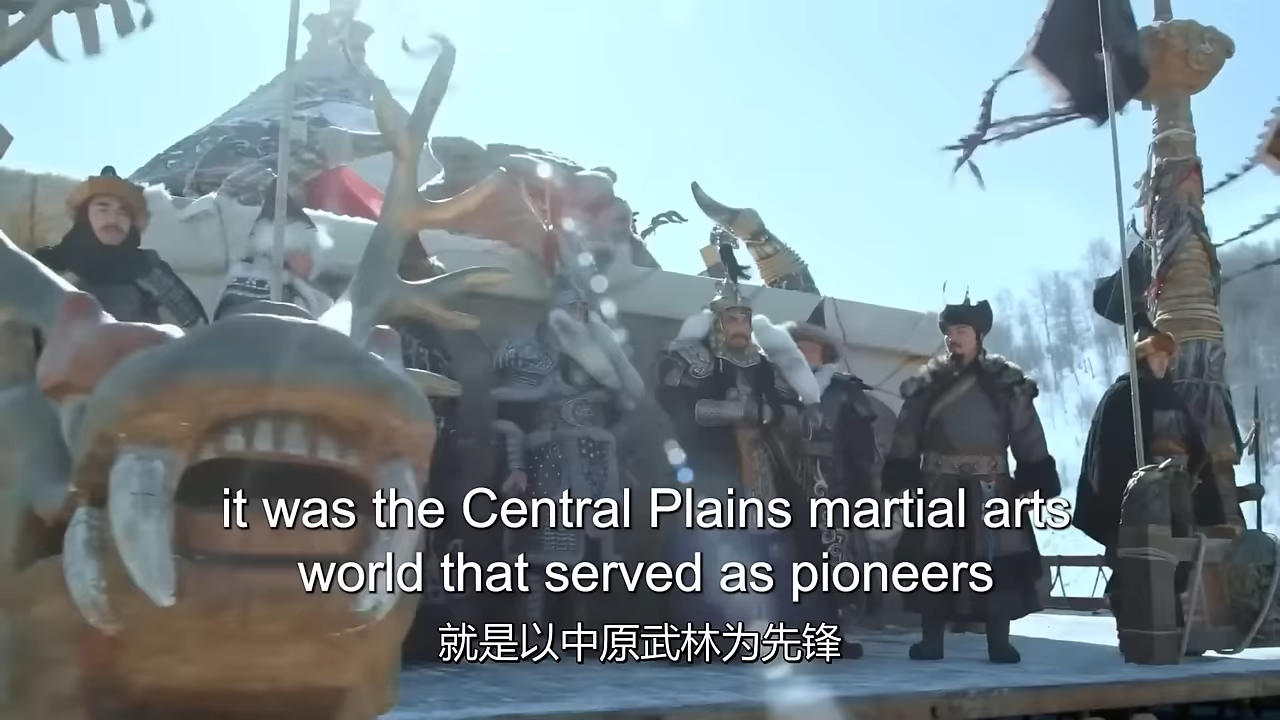 it was the Central Plains martial arts
world that served as pioneers
就是以中原武林为先锋